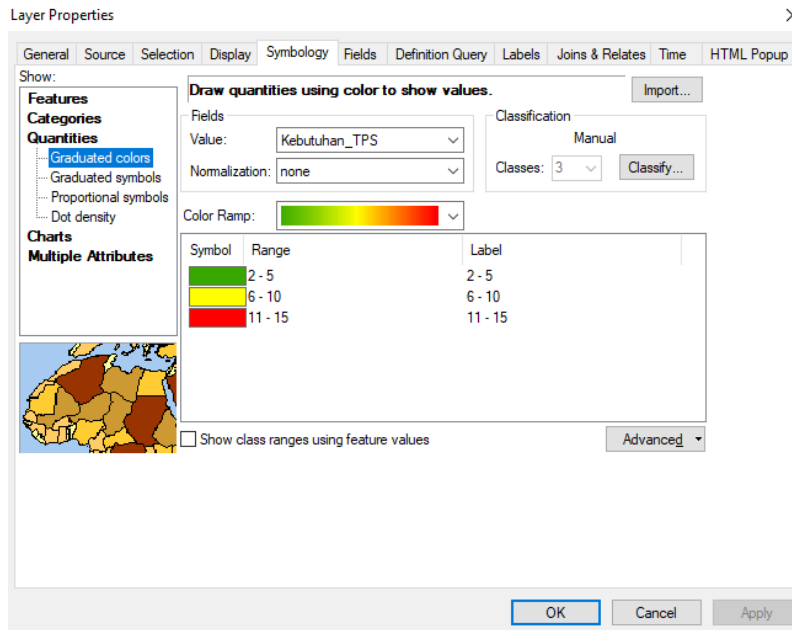 Layer Properties
General Source Selection Display Symbology Fields Definition Query Labels Joins & Relates Time HTML Popup
Show:
Features
Categories
Quantities
Graduated colors
Graduated symbols
Proportional symbols
Dot density
Charts
Multiple Attributes
Draw quantities using color to show values.
Import...
Fields
Value: Kebutuhan_TPS
Normalization: none
Classification
Manual
Classes: 3 Classify...
Color Ramp:
Symbol Range Label
2 - 5 2 - 5
6 - 10 6 - 10
11 - 15 11 - 15
Show class ranges using feature values
Advanced
OK Cancel Apply